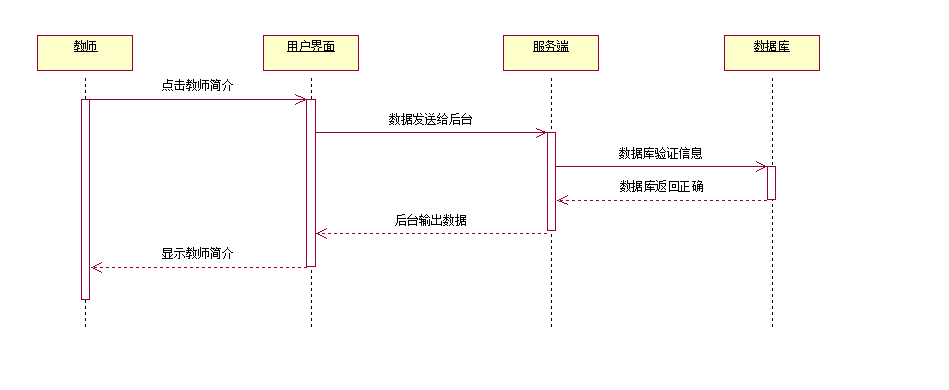 教师
用户界面
服务端
数据库
点击教师简介
数据发送给后台
数据库验证信息
数据库返回正确
后台输出数据
显示教师简介